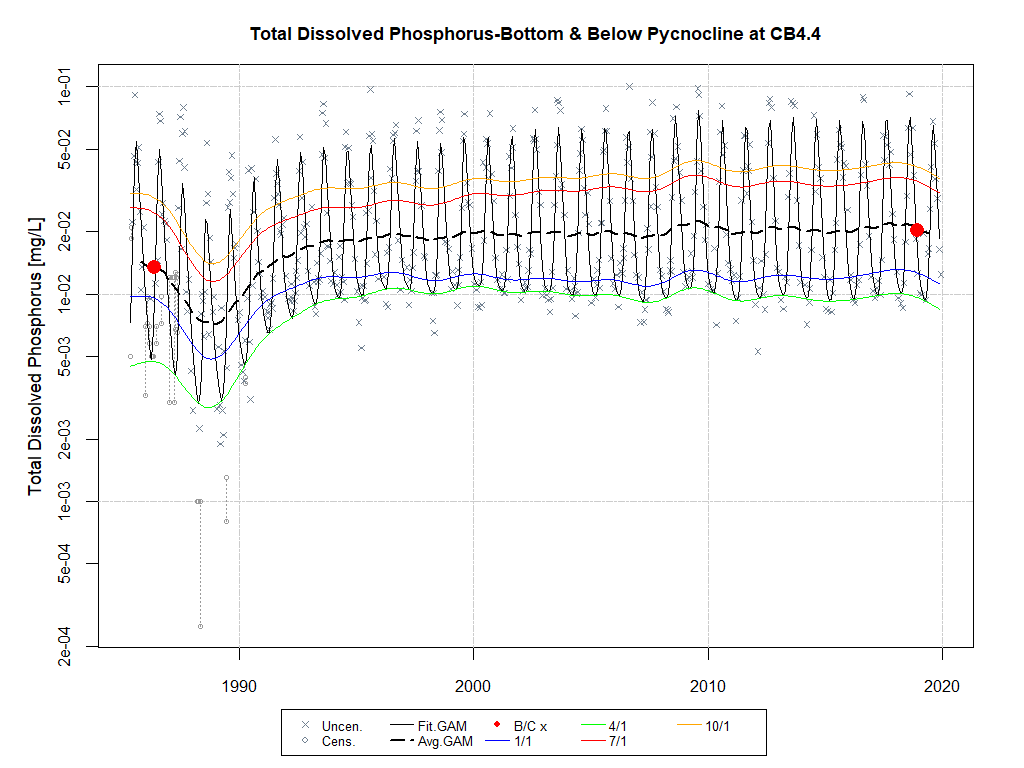 Total Dissolved Phosphorus-Bottom & Below Pycnocline at CB4.4
Total Dissolved Phosphorus [mg/L]
1e-01
5e-02
2e-02
1e-02
5e-03
2e-03
1e-03
5e-04
2e-04
1990 2000 2010 2020
Uncen. Fit.GAM B/C x 4/1 10/1
Cens. Avg.GAM 1/1 7/1